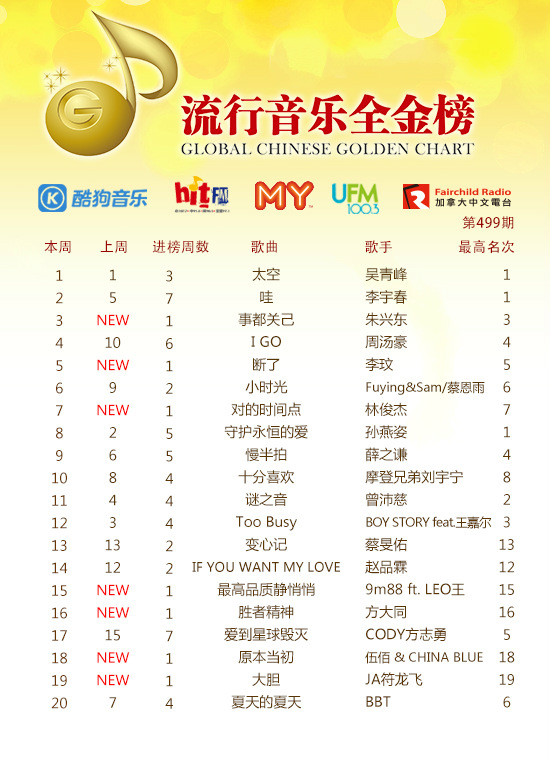 流行音乐全金榜
GLOBAL CHINESE GOLDEN CHART
K 酷狗音乐 hit FM MY UFM 100.3 Fairchild Radio 加拿大中文電台
第499期
本周 上周 进榜周数 歌曲 歌手 最高名次
1 1 3 太空 吴青峰 1
2 5 7 哇 李宇春 1
3 NEW 1 事都关己 朱兴东 3
4 10 6 I GO 周汤豪 4
5 NEW 1 断了 李玟 5
6 9 2 小时光 Fuying&Sam/蔡恩雨 6
7 NEW 1 对的时间点 林俊杰 7
8 2 5 守护永恒的爱 孙燕姿 1
9 6 5 慢半拍 薛之谦 4
10 8 4 十分喜欢 摩登兄弟刘宇宁 8
11 4 4 谜之音 曾沛慈 2
12 3 4 Too Busy BOY STORY feat.王嘉尔 3
13 13 2 变心记 蔡旻佑 13
14 12 2 IF YOU WANT MY LOVE 赵品霖 12
15 NEW 1 最高品质静悄悄 9m88 ft. LEO王 15
16 NEW 1 胜者精神 方大同 16
17 15 7 爱到星球毁灭 CODY方志勇 5
18 NEW 1 原本当初 伍佰 & CHINA BLUE 18
19 NEW 1 大胆 JA符龙飞 19
20 7 4 夏天的夏天 BBT 6